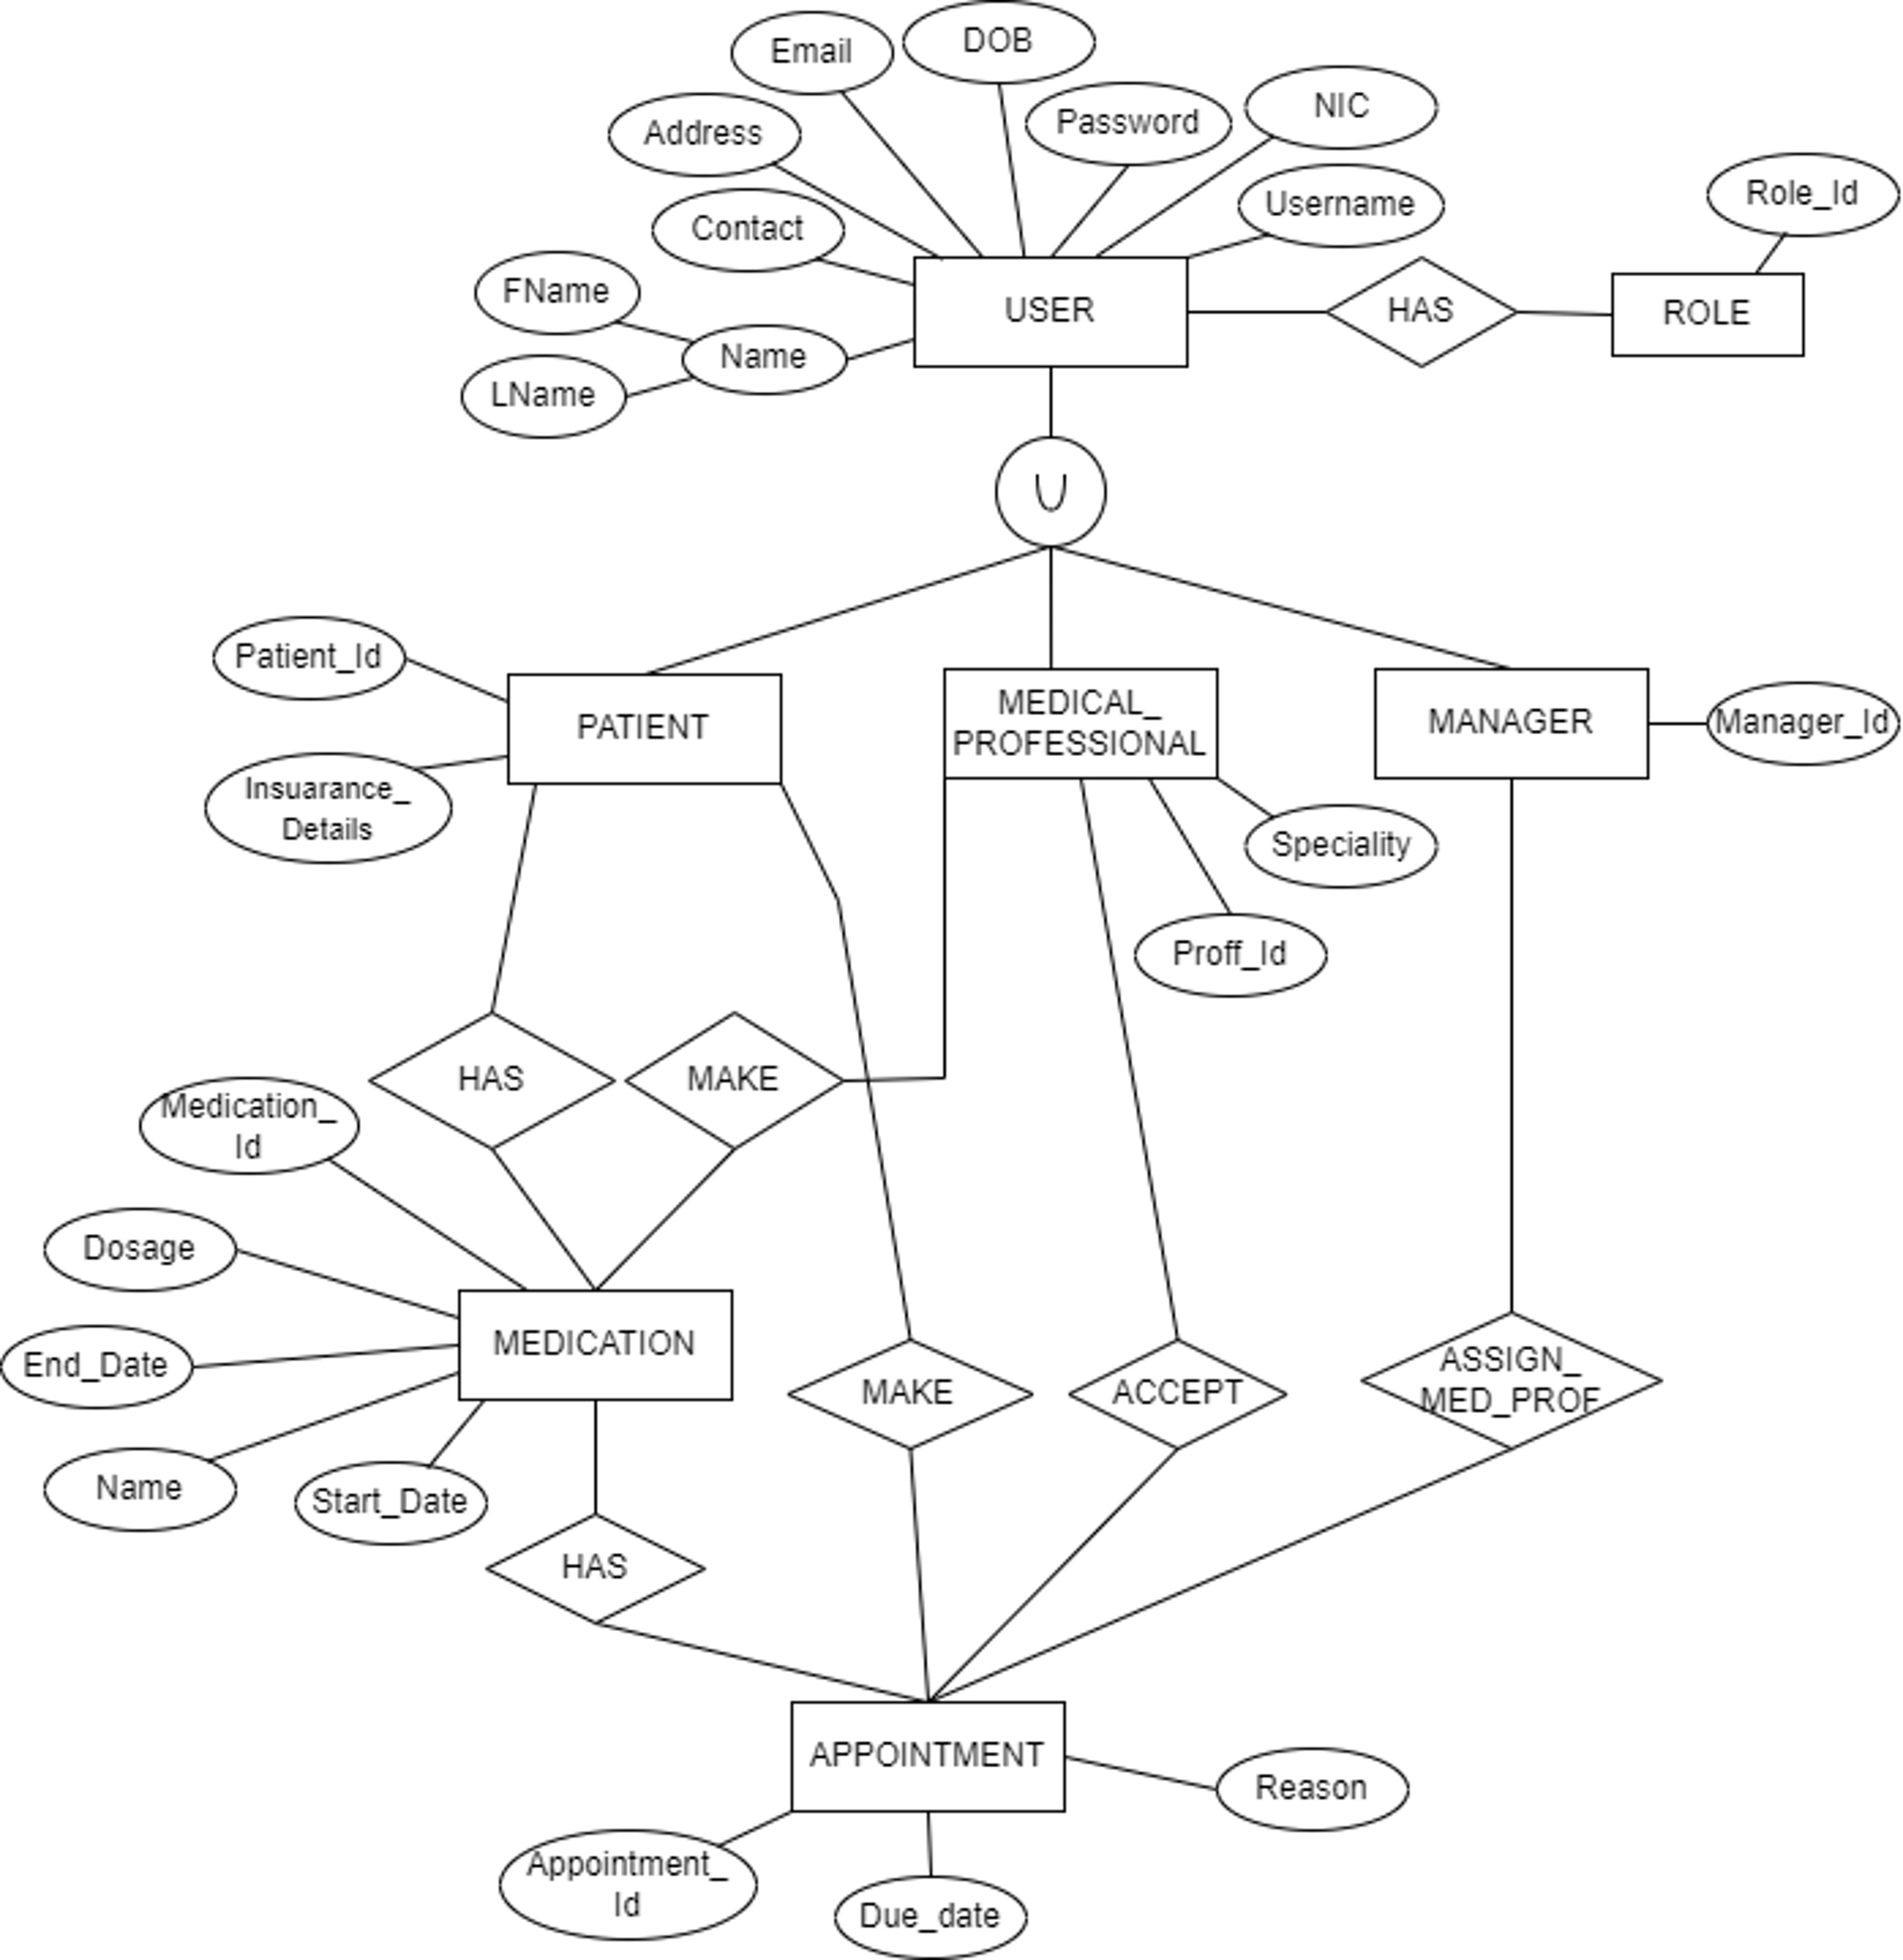 DOB
Email
NIC
Password
Address
Role_Id
Username
Contact
FName
USER
HAS
ROLE
Name
LName
U
Patient_Id
MEDICAL_
PROFESSIONAL
PATIENT
MANAGER
Manager_Id
Insuarance_
Details
Speciality
Proff_Id
HAS
MAKE
Medication_
Id
Dosage
MEDICATION
End_Date
MAKE
ACCEPT
ASSIGN_
MED_PROF
Name
Start_Date
HAS
APPOINTMENT
Reason
Appointment_
Id
Due_date